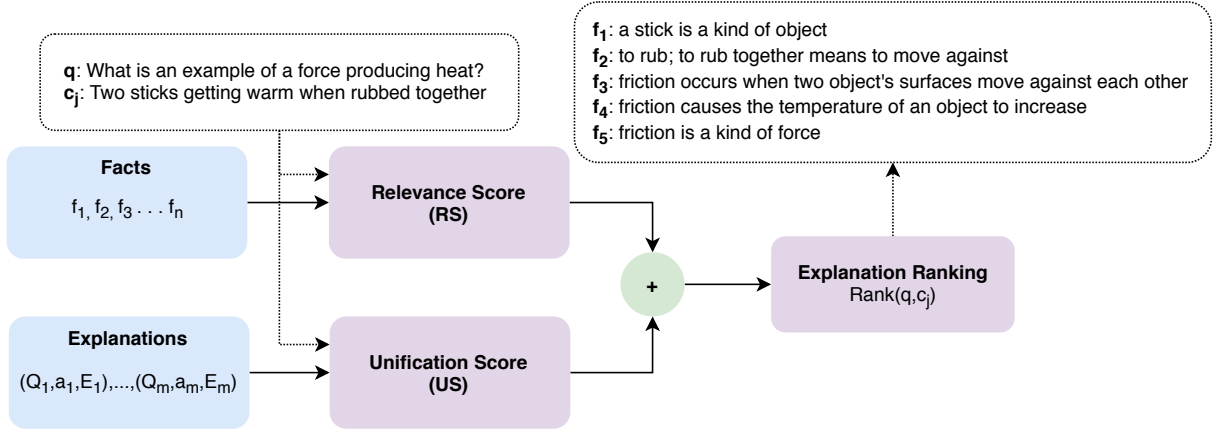 q: What is an example of a force producing heat?
cj: Two sticks getting warm when rubbed together
f1: a stick is a kind of object
f2: to rub; to rub together means to move against
f3: friction occurs when two object's surfaces move against each other
f4: friction causes the temperature of an object to increase
f5: friction is a kind of force
Facts
f1, f2, f3 . . . fn
Relevance Score
(RS)
+
Explanation Ranking
Rank(q,cj)
Explanations
(Q1,a1,E1),...,(Qm,am,Em)
Unification Score
(US)